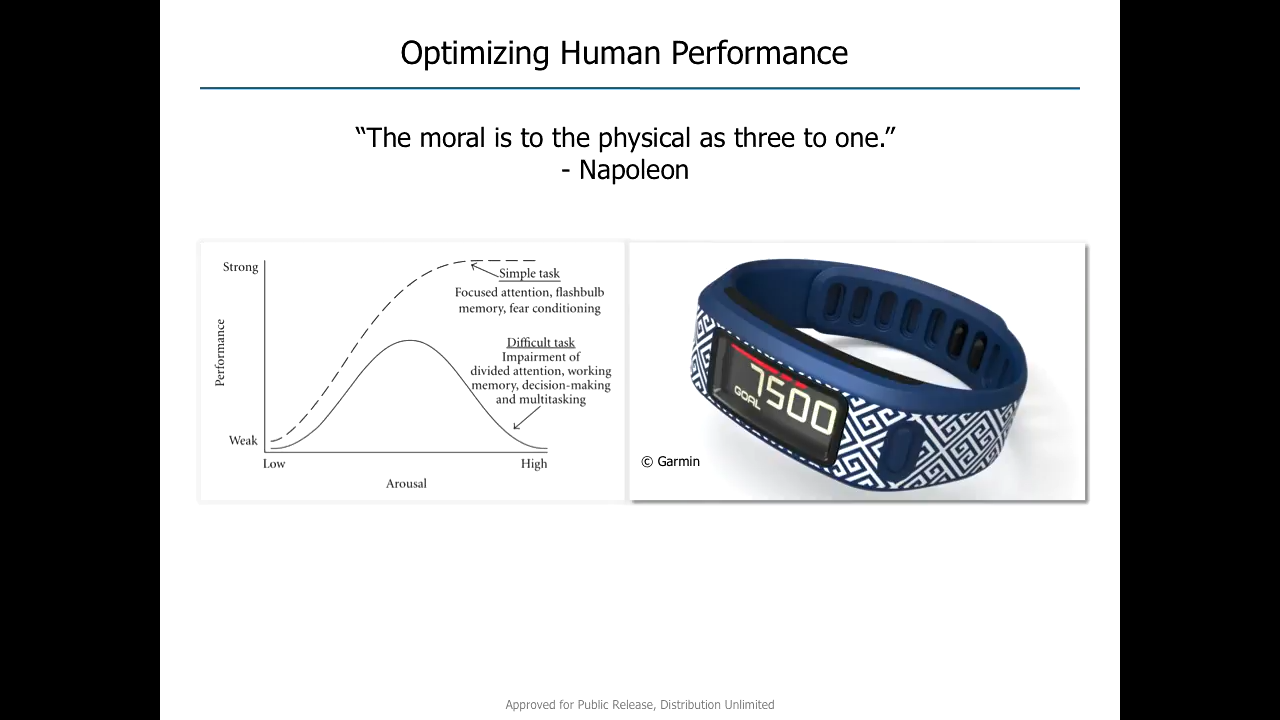 Optimizing Human Performance
“The moral is to the physical as three to one.”
- Napoleon
Strong
Simple task
Focused attention, flashbulb
memory, fear conditioning
Performance
Difficult task
Impairment of
divided attention, working
memory, decision-making
and multitasking
Weak
Low
High
Arousal
7500
GOAL
© Garmin
Approved for Public Release, Distribution Unlimited